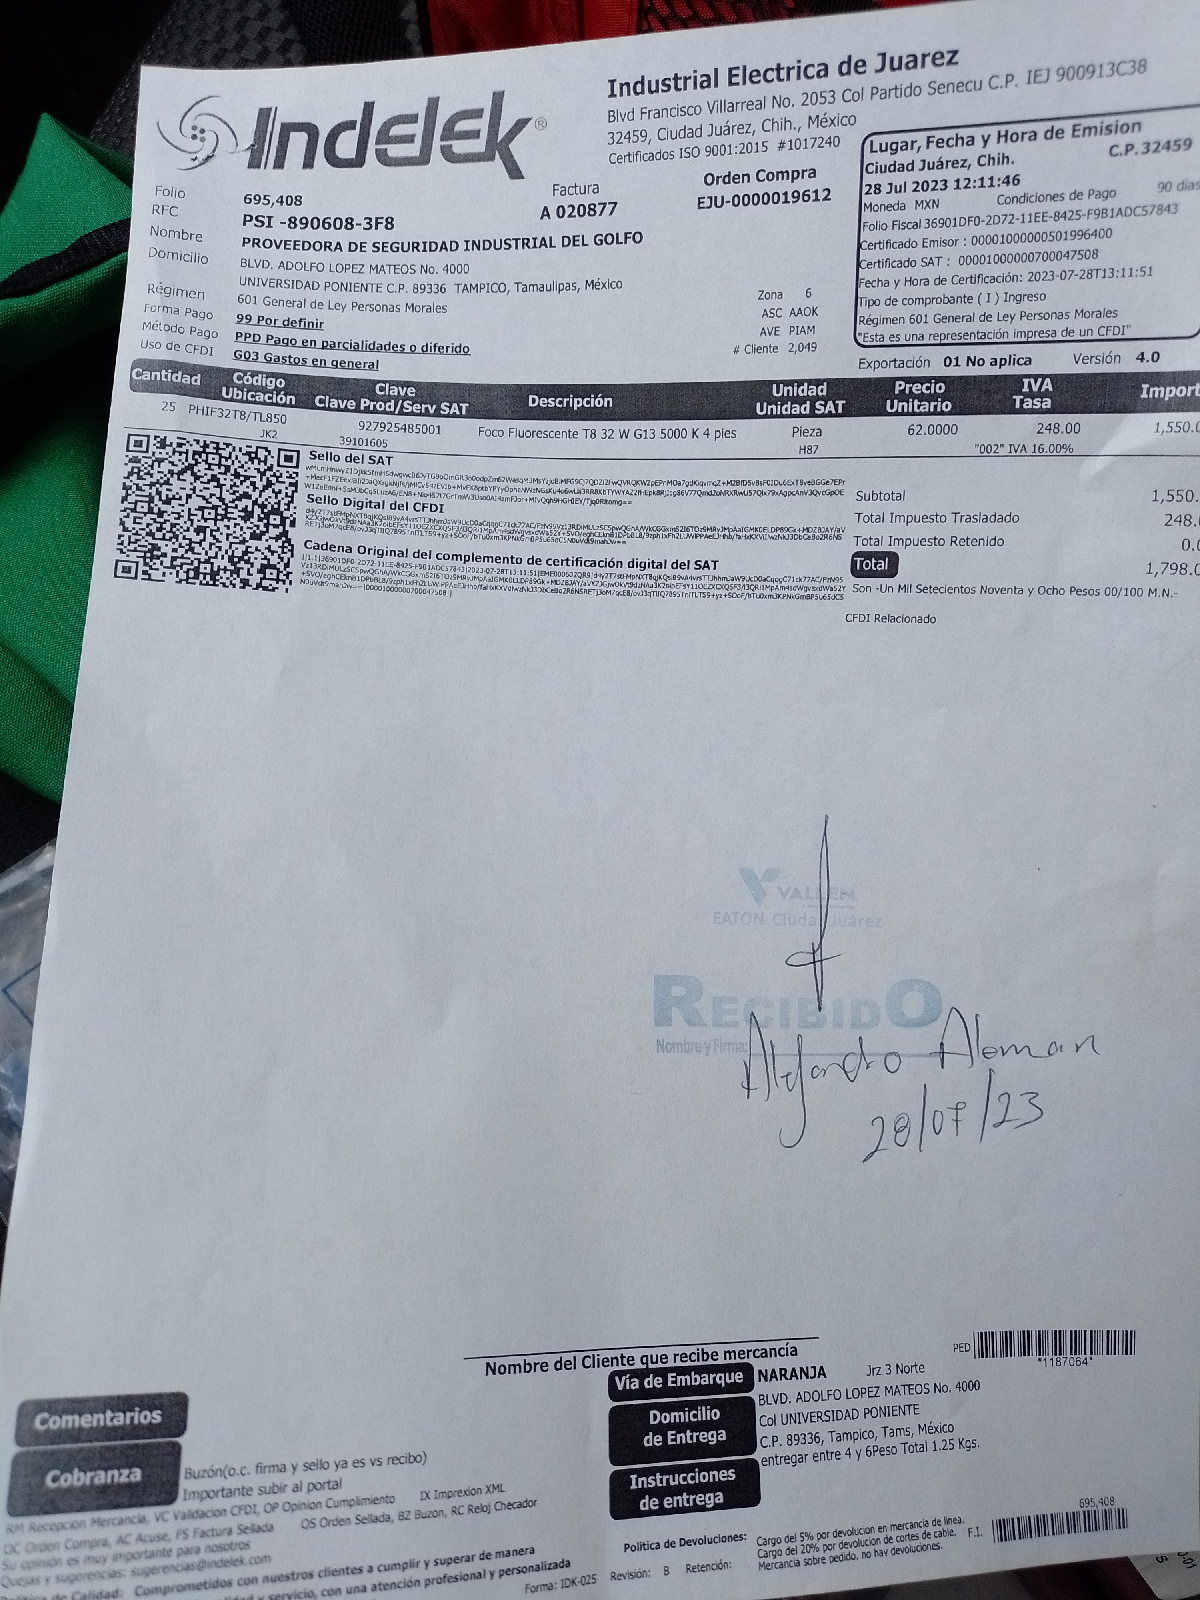 Indelek®
Industrial Electrica de Juarez
Blvd Francisco Villarreal No. 2053 Col Partido Senecu C.P. IEJ 900913C38
32459, Ciudad Juárez, Chih., México
Certificados ISO 9001:2015 #1017240
Lugar, Fecha y Hora de Emision
Ciudad Juárez, Chih. C.P. 32459
28 Jul 2023 12:11:46
Moneda MXN Condiciones de Pago 90 dias
Folio Fiscal 36901DF0-2D72-11EE-8425-F9B1ADC57843
Certificado Emisor : 00001000000501996400
Certificado SAT : 00001000000700047508
Fecha y Hora de Certificación: 2023-07-28T13:11:51
Tipo de comprobante ( I ) Ingreso
Régimen 601 General de Ley Personas Morales
"Esta es una representación impresa de un CFDI"
Exportación 01 No aplica Versión 4.0
Folio 695,408
Factura
A 020877
Orden Compra
EJU-0000019612
RFC PSI -890608-3F8
Nombre PROVEEDORA DE SEGURIDAD INDUSTRIAL DEL GOLFO
Domicilio BLVD. ADOLFO LOPEZ MATEOS No. 4000
UNIVERSIDAD PONIENTE C.P. 89336 TAMPICO, Tamaulipas, México
Régimen 601 General de Ley Personas Morales
Forma Pago 99 Por definir
Método Pago PPD Pago en parcialidades o diferido
Uso de CFDI G03 Gastos en general
Zona 6
ASC AAOK
AVE PIAM
# Cliente 2,049
Cantidad Código Ubicación Clave Clave Prod/Serv SAT Descripción Unidad Unidad SAT Precio Unitario IVA Tasa Import
25 PHIF32T8/TL850 927925485001 Foco Fluorescente T8 32 W G13 5000 K 4 pies Pieza 62.0000 248.00 1,550.0
JK2 39101605 H87 "002" IVA 16.00%
Sello del SAT
Sello Digital del CFDI
Cadena Original del complemento de certificación digital del SAT
Subtotal 1,550.
Total Impuesto Trasladado 248.
Total Impuesto Retenido 0.0
Total 1,798.0
Son -Un Mil Setecientos Noventa y Ocho Pesos 00/100 M.N.-
CFDI Relacionado
VALLEN
EATON Ciudad Juárez
RECIBIDO
Nombre y Firma:
Alejandro Aleman
28/07/23
Nombre del Cliente que recibe mercancía
PED
*1187064*
Vía de Embarque NARANJA Jrz 3 Norte
Domicilio de Entrega
BLVD. ADOLFO LOPEZ MATEOS No. 4000
Col UNIVERSIDAD PONIENTE
C.P. 89336, Tampico, Tams, México
Instrucciones de entrega
entregar entre 4 y 6Peso Total 1.25 Kgs.
Comentarios
Cobranza
Buzón(o.c. firma y sello ya es vs recibo)
Importante subir al portal
RM Recepcion Mercancia, VC Validacion CFDI, OP Opinion Cumplimiento IX Imprexion XML
OC Orden Compra, AC Acuse, FS Factura Sellada OS Orden Sellada, BZ Buzon, RC Reloj Checador
Su opinión es muy importante para nosotros
Quejas y sugerencias: sugerencias@indelek.com
Calidad: Comprometidos con nuestros clientes a cumplir y superar de manera
y servicio, con una atención profesional y personalizada
Forma: IDK-025 Revisión: B Retención:
Politica de Devoluciones:
Cargo del 5% por devolucion en mercancia de linea.
Cargo del 20% por devolucion de cortes de cable.
Mercancia sobre pedido, no hay devoluciones.
F.I.
695,408